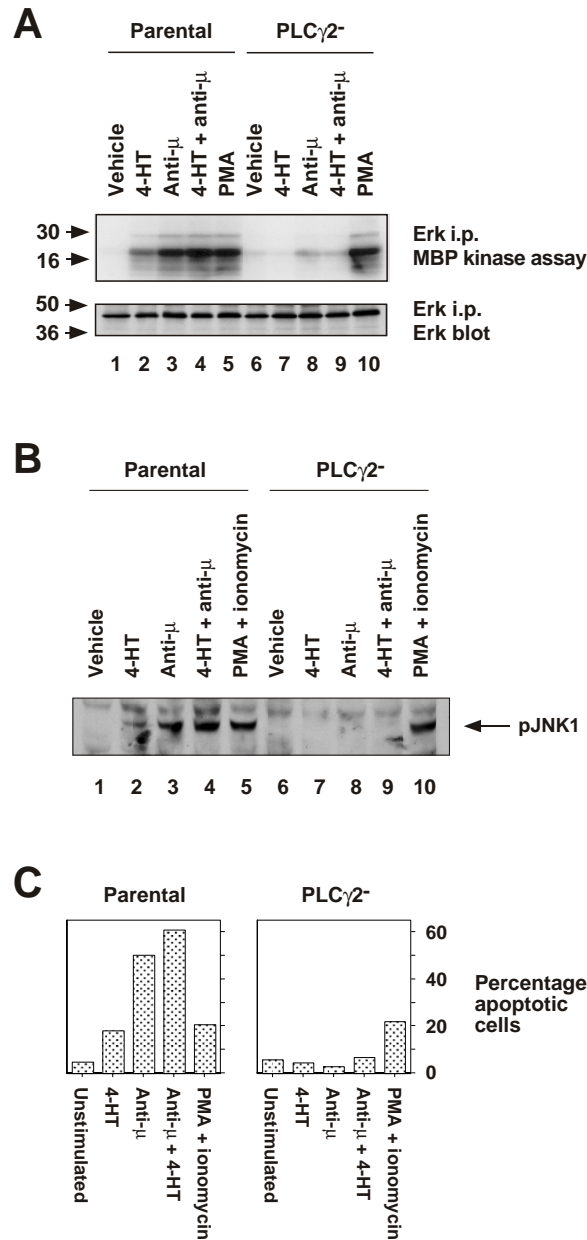 A
Parental PLCγ2-
Vehicle 4-HT Anti-μ 4-HT + anti-μ PMA Vehicle 4-HT Anti-μ 4-HT + anti-μ PMA
30 Erk i.p.
16 MBP kinase assay
50 Erk i.p.
36 Erk blot
1 2 3 4 5 6 7 8 9 10
B
Parental PLCγ2-
Vehicle 4-HT Anti-μ 4-HT + anti-μ PMA + ionomycin Vehicle 4-HT Anti-μ 4-HT + anti-μ PMA + ionomycin
pJNK1
1 2 3 4 5 6 7 8 9 10
C
Parental PLCγ2-
60
40
20
0
Percentage
apoptotic
cells
Unstimulated 4-HT Anti-μ Anti-μ + 4-HT PMA + ionomycin Unstimulated 4-HT Anti-μ Anti-μ + 4-HT PMA + ionomycin